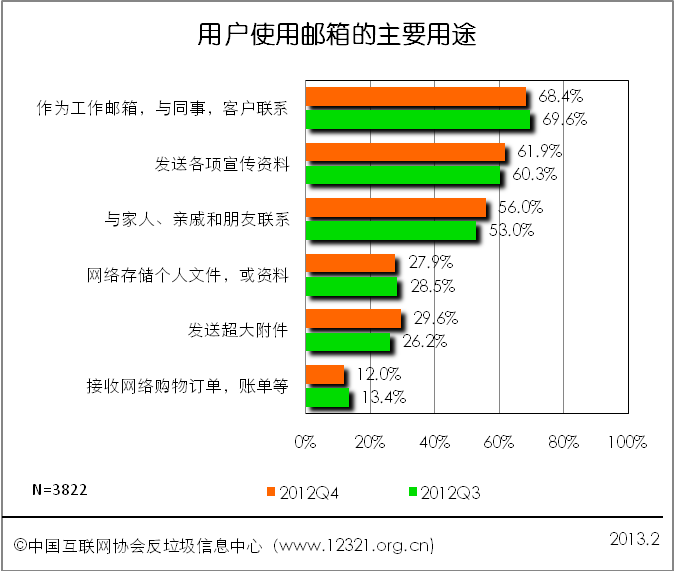 用户使用邮箱的主要用途
作为工作邮箱，与同事，客户联系
68.4%
69.6%
发送各项宣传资料
61.9%
60.3%
与家人、亲戚和朋友联系
56.0%
53.0%
网络存储个人文件，或资料
27.9%
28.5%
发送超大附件
29.6%
26.2%
接收网络购物订单，账单等
12.0%
13.4%
0% 20% 40% 60% 80% 100%
N=3822
2012Q4 2012Q3
©中国互联网协会反垃圾信息中心（www.12321.org.cn)
2013.2